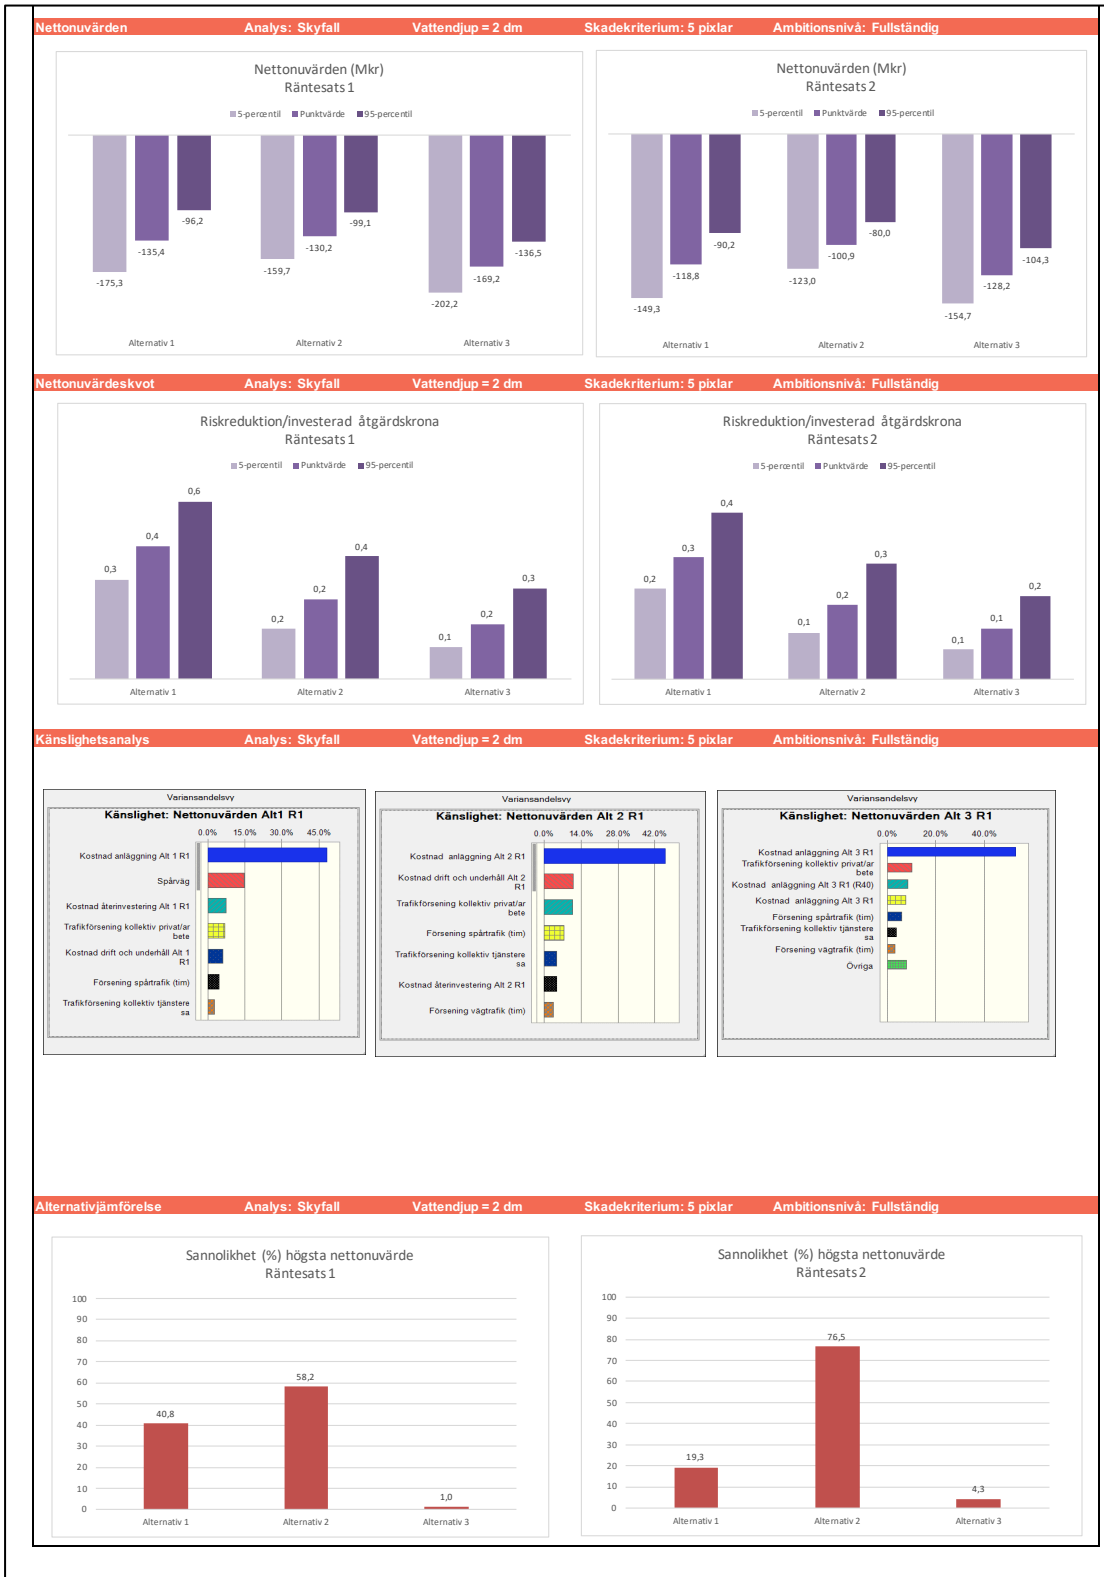 Nettonuvärden Analys: Skyfall Vattendjup = 2 dm Skadekriterium: 5 pixlar Ambitionsnivå: Fullständig
Nettonuvärden (Mkr)
Räntesats 1
5-percentil Punktvärde 95-percentil
-175,3 -135,4 -96,2 -159,7 -130,2 -99,1 -202,2 -169,2 -136,5
Alternativ 1 Alternativ 2 Alternativ 3
Nettonuvärden (Mkr)
Räntesats 2
5-percentil Punktvärde 95-percentil
-149,3 -118,8 -90,2 -123,0 -100,9 -80,0 -154,7 -128,2 -104,3
Alternativ 1 Alternativ 2 Alternativ 3
Nettonuvärdeskvot Analys: Skyfall Vattendjup = 2 dm Skadekriterium: 5 pixlar Ambitionsnivå: Fullständig
Riskreduktion/investerad åtgärdskrona
Räntesats 1
5-percentil Punktvärde 95-percentil
0,3 0,4 0,6 0,2 0,2 0,4 0,1 0,2 0,3
Alternativ 1 Alternativ 2 Alternativ 3
Riskreduktion/investerad åtgärdskrona
Räntesats 2
5-percentil Punktvärde 95-percentil
0,2 0,3 0,4 0,1 0,2 0,3 0,1 0,1 0,2
Alternativ 1 Alternativ 2 Alternativ 3
Känslighetsanalys Analys: Skyfall Vattendjup = 2 dm Skadekriterium: 5 pixlar Ambitionsnivå: Fullständig
Variansandelsvy
Känslighet: Nettonuvärden Alt1 R1
0.0% 15.0% 30.0% 45.0%
Kostnad anläggning Alt 1 R1
Spårväg
Kostnad återinvestering Alt 1 R1
Trafikförsening kollektiv privat/ar
bete
Kostnad drift och underhåll Alt 1
R1
Försening spårtrafik (tim)
Trafikförsening kollektiv tjänstere
sa
Variansandelsvy
Känslighet: Nettonuvärden Alt 2 R1
0.0% 14.0% 28.0% 42.0%
Kostnad anläggning Alt 2 R1
Kostnad drift och underhåll Alt 2
R1
Trafikförsening kollektiv privat/ar
bete
Försening spårtrafik (tim)
Trafikförsening kollektiv tjänstere
sa
Kostnad återinvestering Alt 2 R1
Försening vägtrafik (tim)
Variansandelsvy
Känslighet: Nettonuvärden Alt 3 R1
0.0% 20.0% 40.0%
Kostnad anläggning Alt 3 R1
Trafikförsening kollektiv privat/ar
bete
Kostnad anläggning Alt 3 R1 (R40)
Kostnad anläggning Alt 3 R1
Försening spårtrafik (tim)
Trafikförsening kollektiv tjänstere
sa
Försening vägtrafik (tim)
Övriga
Alternativjämförelse Analys: Skyfall Vattendjup = 2 dm Skadekriterium: 5 pixlar Ambitionsnivå: Fullständig
Sannolikhet (%) högsta nettonuvärde
Räntesats 1
100
90
80
70
60
50
40
30
20
10
0
40,8 58,2 1,0
Alternativ 1 Alternativ 2 Alternativ 3
Sannolikhet (%) högsta nettonuvärde
Räntesats 2
100
90
80
70
60
50
40
30
20
10
0
19,3 76,5 4,3
Alternativ 1 Alternativ 2 Alternativ 3